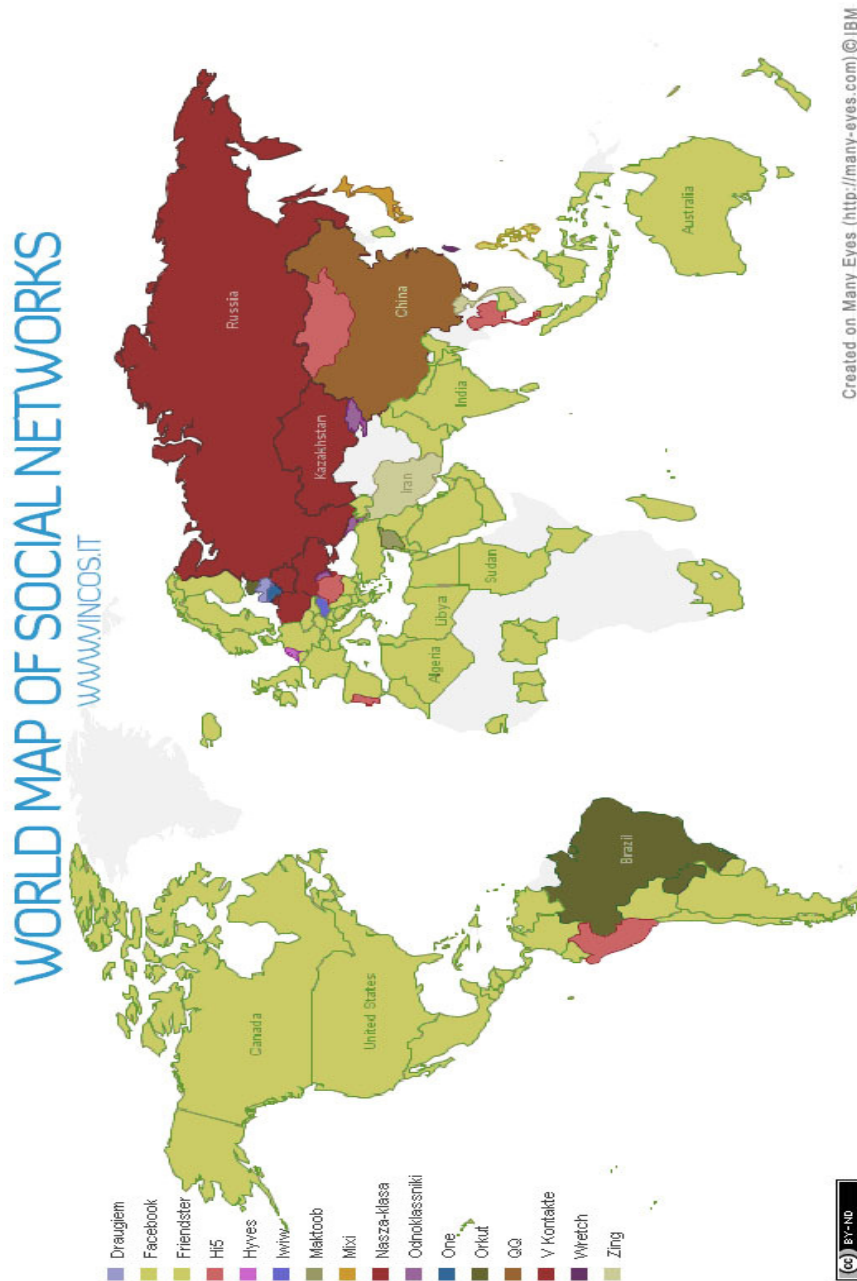 WORLD MAP OF SOCIAL NETWORKS
WWW.VINCOS.IT
Draugiem
Facebook
Friendster
Hi5
Hyves
Iwiw
Maktoob
Mixi
Nasza-klasa
Odnoklassniki
One
Orkut
QQ
V Kontakte
Wretch
Zing
Canada
United States
Brazil
Russia
Kazakhstan
China
Iran
India
Algeria
Libya
Sudan
Australia
cc BY-ND
Created on Many Eyes (http://many-eyes.com) © IBM